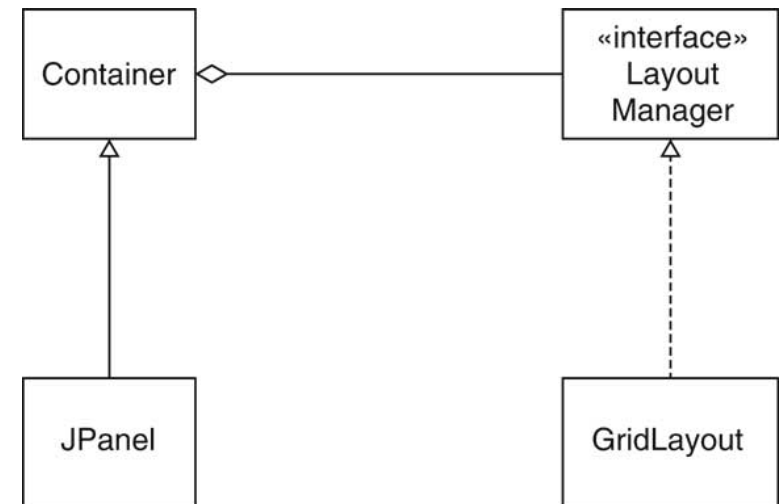 Container
«interface»
Layout
Manager
JPanel
GridLayout